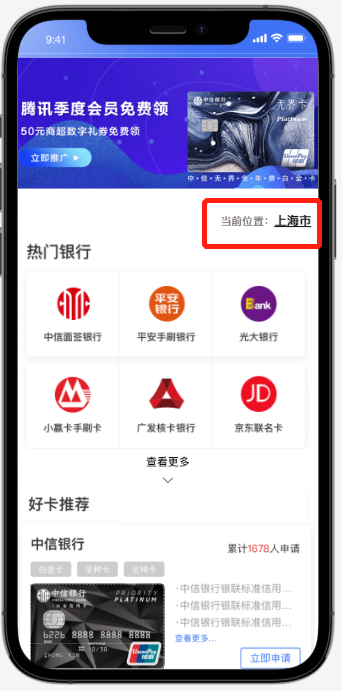 9:41
腾讯季度会员免费领
50元商超数字礼券免费领
立即推广
中信银行
无界卡
Platinum
UnionPay
银联
中·信·无·界·免·年·费·白·金·卡
当前位置：上海市
热门银行
中信面签银行
平安银行
平安手刷银行
Bank
光大银行
小赢卡手刷卡
广发核卡银行
JD
京东联名卡
查看更多
好卡推荐
中信银行
累计1678人申请
白金卡
全种卡
全种卡
中信银行
PRIORITY
PLATINUM
622b 8888 8888 8888
10/30
ZHONG XIN
UnionPay
银联
·中信银行银联标准信用...
·中信银行银联标准信用...
·中信银行银联标准信用...
查看更多...
立即申请